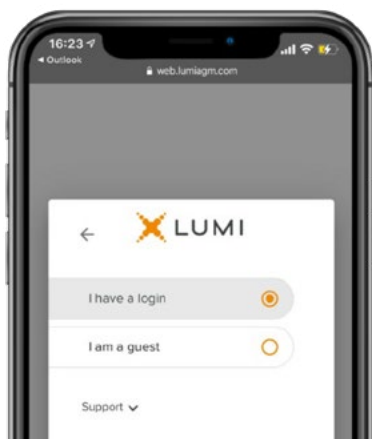 16:23
◀ Outlook
web.lumiagm.com
LUMI
I have a login
I am a guest
Support